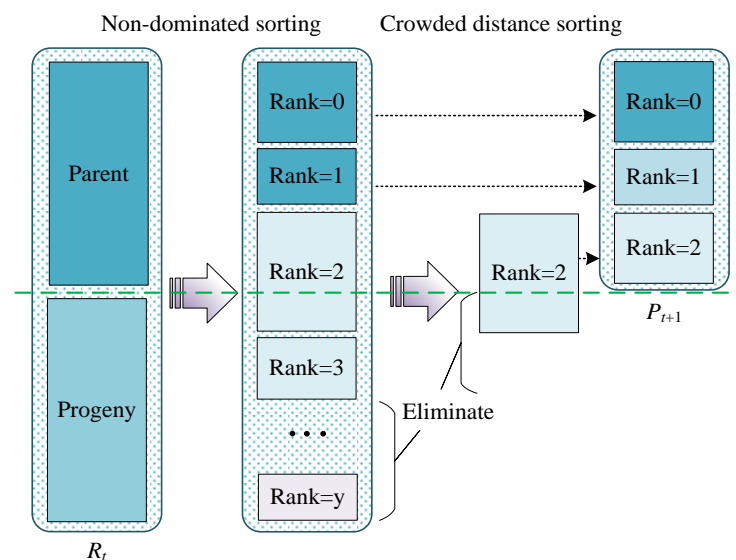 Non-dominated sorting
Crowded distance sorting
Parent
Progeny
R_t
Rank=0
Rank=1
Rank=2
Rank=3
...
Rank=y
Rank=2
Eliminate
Rank=0
Rank=1
Rank=2
P_{t+1}